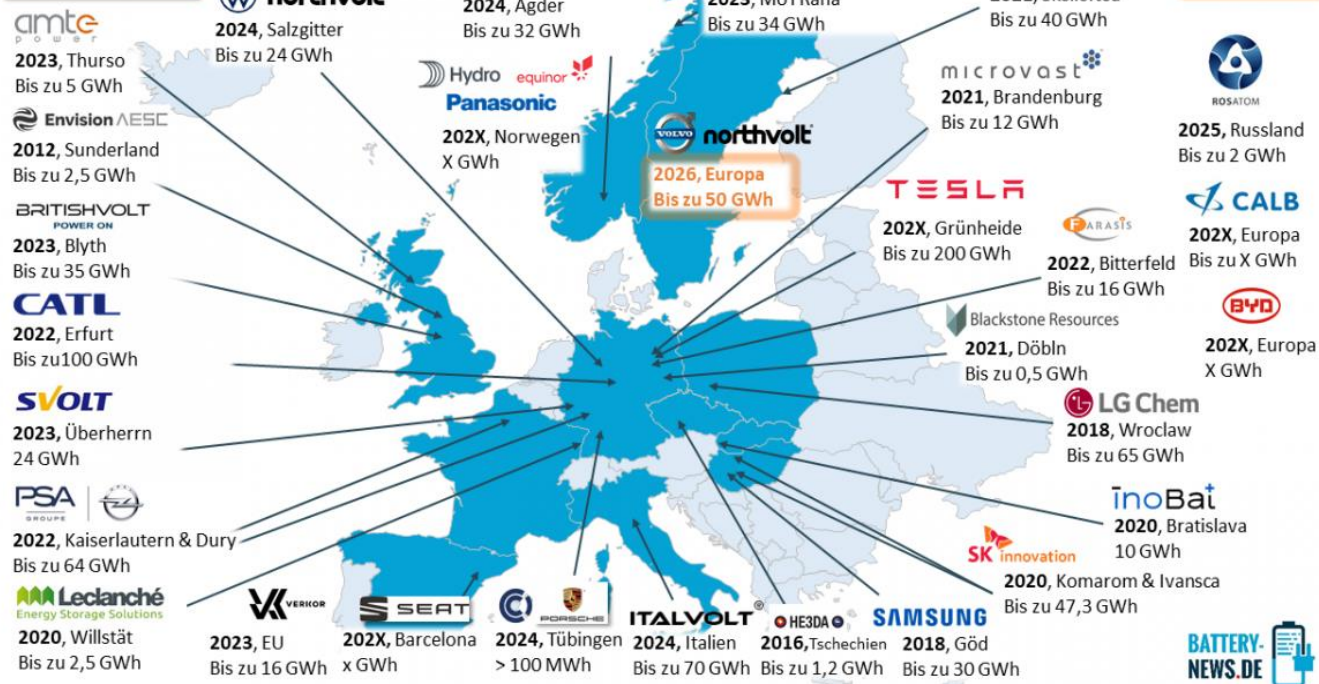 amte
power
2023, Thurso
Bis zu 5 GWh
Envision AESC
2012, Sunderland
Bis zu 2,5 GWh
BRITISHVOLT
POWER ON
2023, Blyth
Bis zu 35 GWh
CATL
2022, Erfurt
Bis zu100 GWh
SVOLT
2023, Überherrn
24 GWh
PSA
GROUPE
2022, Kaiserlautern & Dury
Bis zu 64 GWh
Leclanché
Energy Storage Solutions
2020, Willstät
Bis zu 2,5 GWh
northvolt
2024, Salzgitter
Bis zu 24 GWh
2024, Agder
Bis zu 32 GWh
Hydro equinor
Panasonic
202X, Norwegen
X GWh
Bis zu 34 GWh
VOLVO northvolt
2026, Europa
Bis zu 50 GWh
Bis zu 40 GWh
microvast
2021, Brandenburg
Bis zu 12 GWh
TESLA
202X, Grünheide
Bis zu 200 GWh
FARASIS
2022, Bitterfeld
Bis zu 16 GWh
Blackstone Resources
2021, Döbln
Bis zu 0,5 GWh
ROSATOM
2025, Russland
Bis zu 2 GWh
CALB
202X, Europa
Bis zu X GWh
BYD
202X, Europa
X GWh
LG Chem
2018, Wroclaw
Bis zu 65 GWh
inoBat
2020, Bratislava
10 GWh
SK innovation
2020, Komarom & Ivansca
Bis zu 47,3 GWh
VERKOR
2023, EU
Bis zu 16 GWh
SEAT
202X, Barcelona
x GWh
PORSCHE
2024, Tübingen
> 100 MWh
ITALVOLT
2024, Italien
Bis zu 70 GWh
HE3DA
2016,Tschechien
Bis zu 1,2 GWh
SAMSUNG
2018, Göd
Bis zu 30 GWh
BATTERY-
NEWS.DE